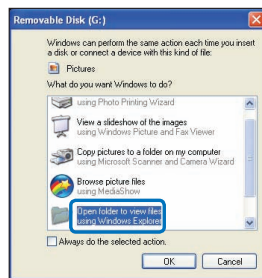 Removable Disk (G:)
Windows can perform the same action each time you insert
a disk or connect a device with this kind of file:
Pictures
What do you want Windows to do?
using Photo Printing Wizard
View a slideshow of the images
using Windows Picture and Fax Viewer
Copy pictures to a folder on my computer
using Microsoft Scanner and Camera Wizard
Browse picture files
using MediaShow
Open folder to view files
using Windows Explorer
Always do the selected action.
OK
Cancel